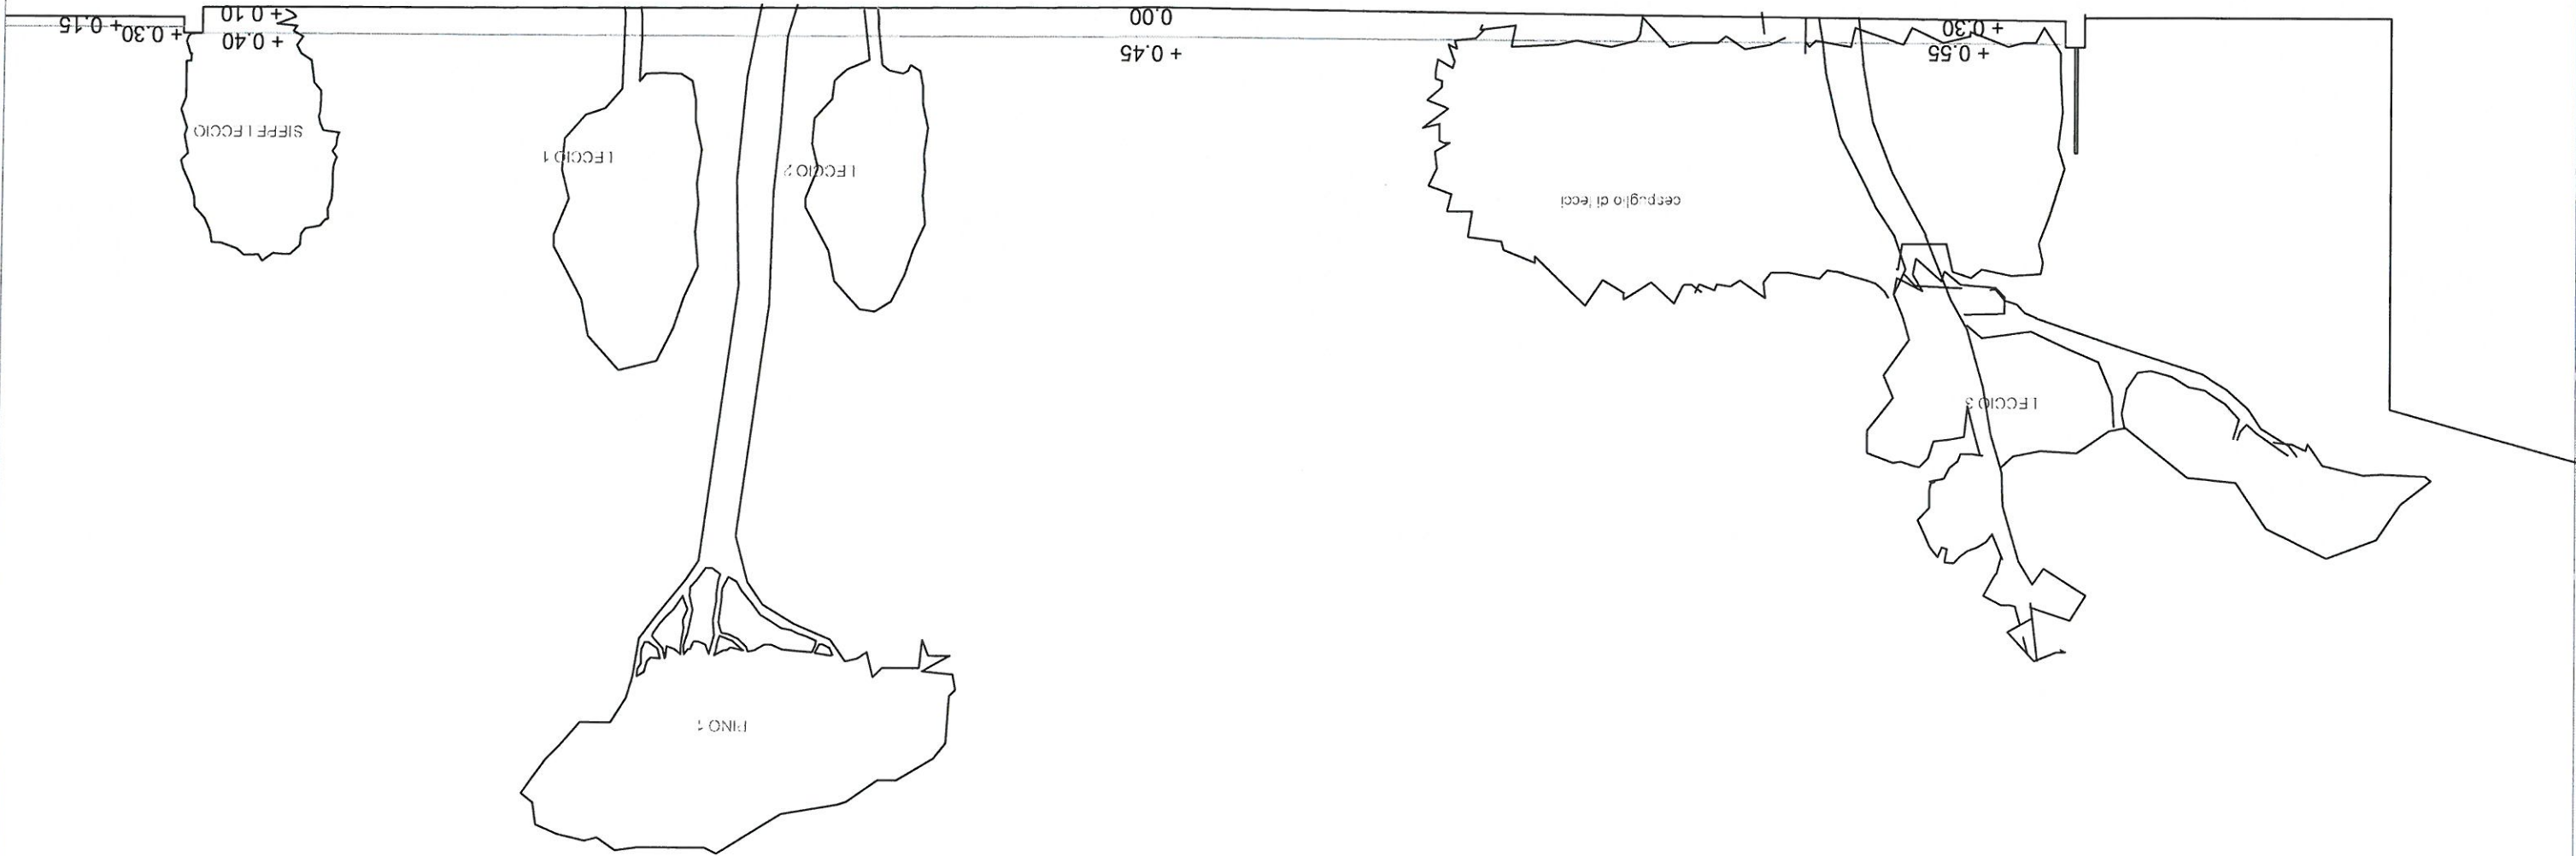 PINO 1
LECCIO 3
cespuglio di lecci
LECCIO 2
LECCIO 1
SIEPE LECCIO
+ 0.55
+ 0.30
+ 0.45
0.00
+ 0.40
+ 0.10
+ 0.30
+ 0.15